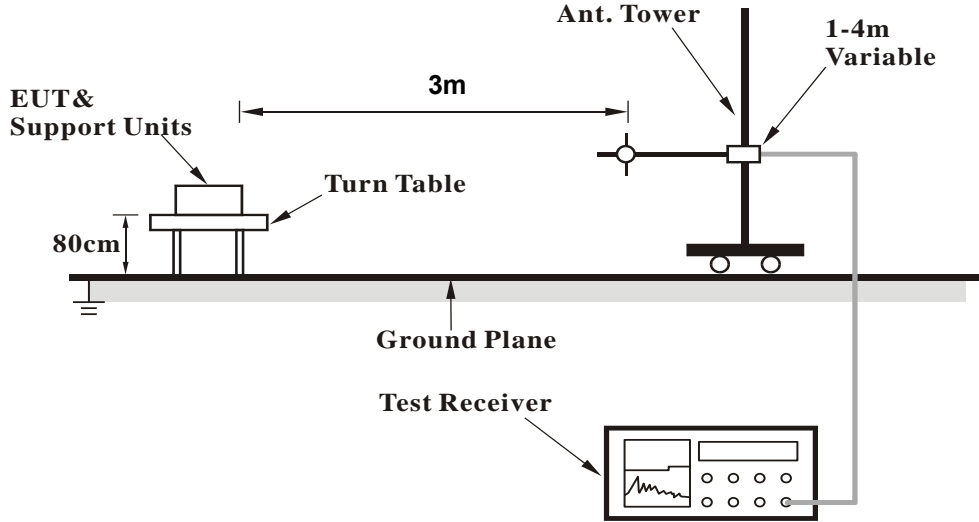 Ant. Tower
1-4m
Variable
3m
EUT&
Support Units
Turn Table
80cm
Ground Plane
Test Receiver